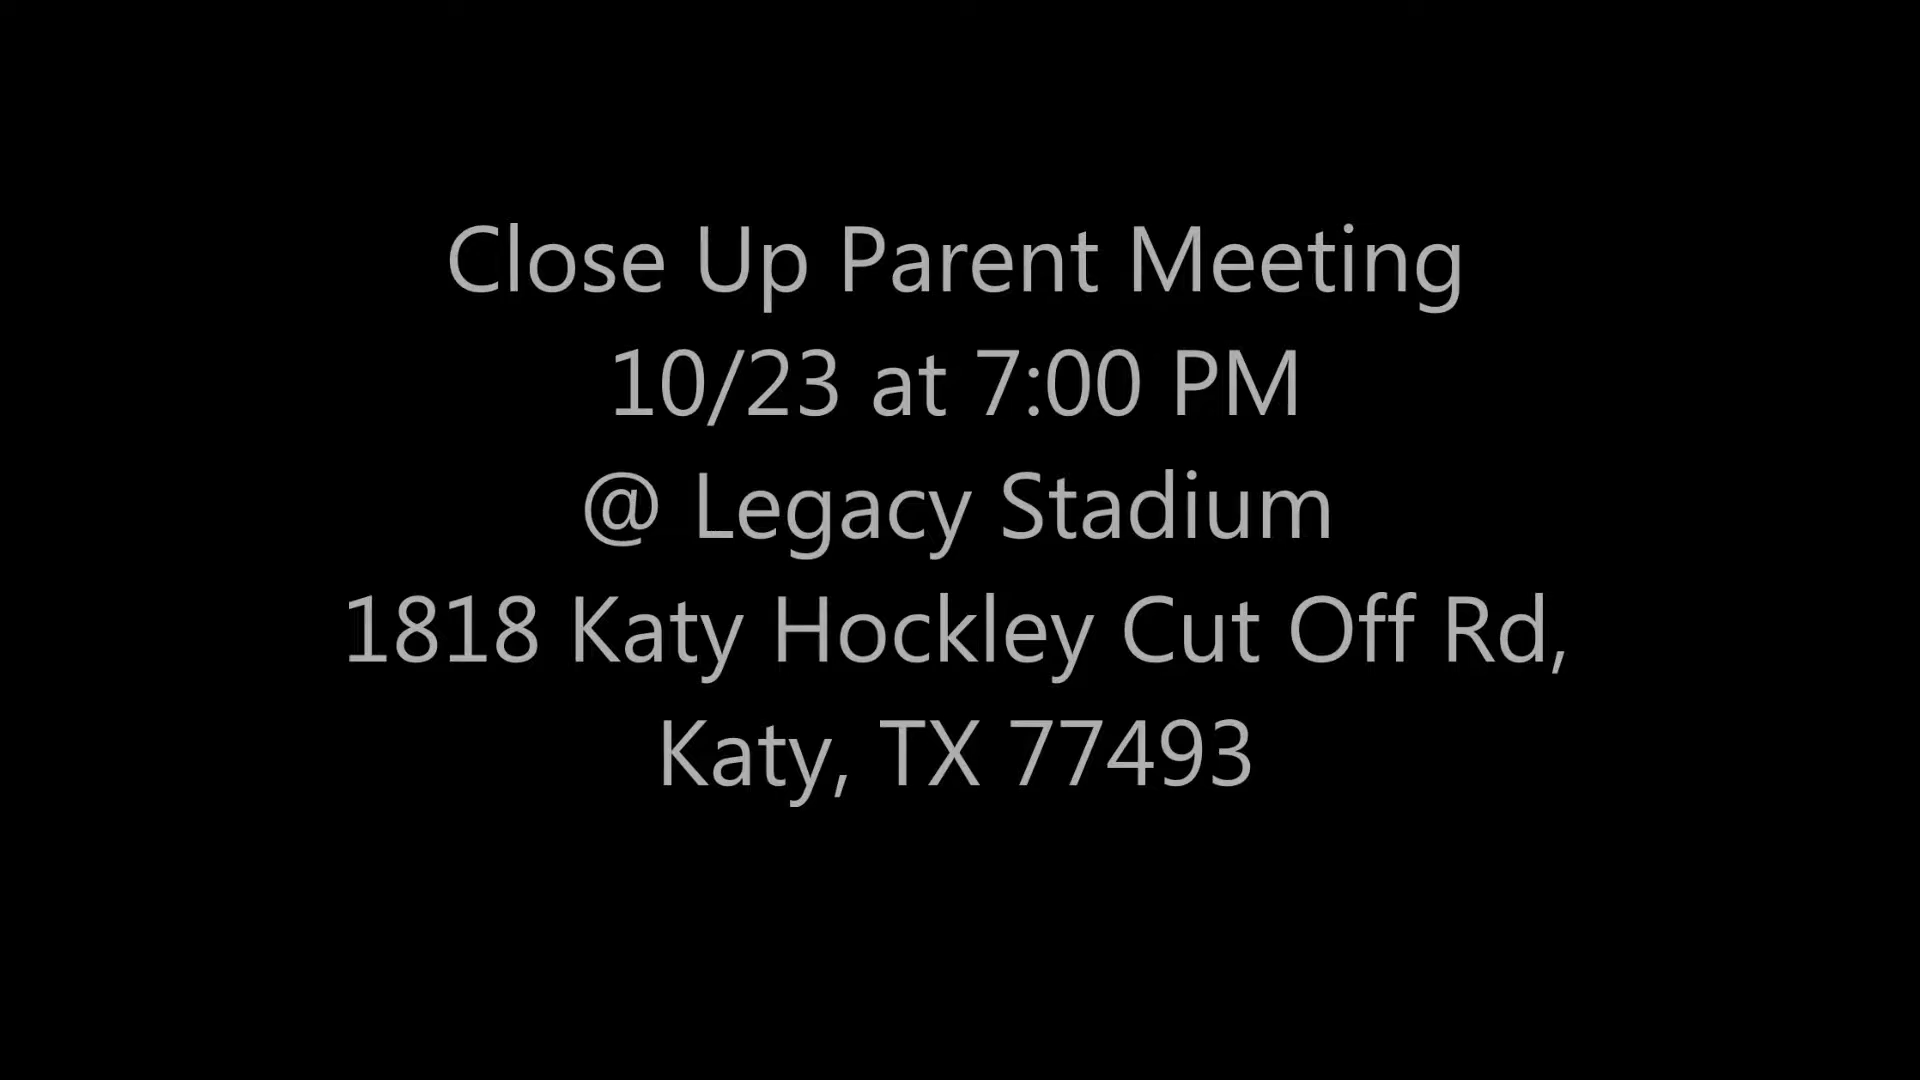 Close Up Parent Meeting
10/23 at 7:00 PM
@ Legacy Stadium
1818 Katy Hockley Cut Off Rd,
Katy, TX 77493